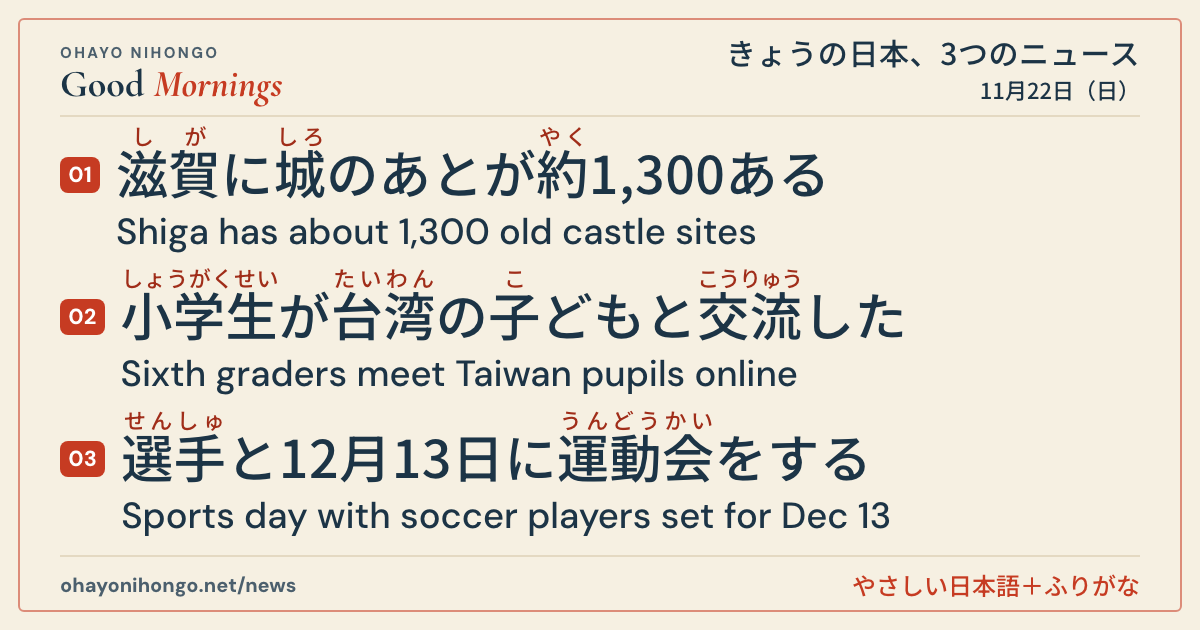 OHAYO NIHONGO
Good Mornings
きょうの日本、3つのニュース
11月22日（日）
し が しろ やく
01 滋賀に城のあとが約1,300ある
Shiga has about 1,300 old castle sites
しょうがくせい たいわん こ こうりゅう
02 小学生が台湾の子どもと交流した
Sixth graders meet Taiwan pupils online
せんしゅ うんどうかい
03 選手と12月13日に運動会をする
Sports day with soccer players set for Dec 13
ohayonihongo.net/news
やさしい日本語＋ふりがな